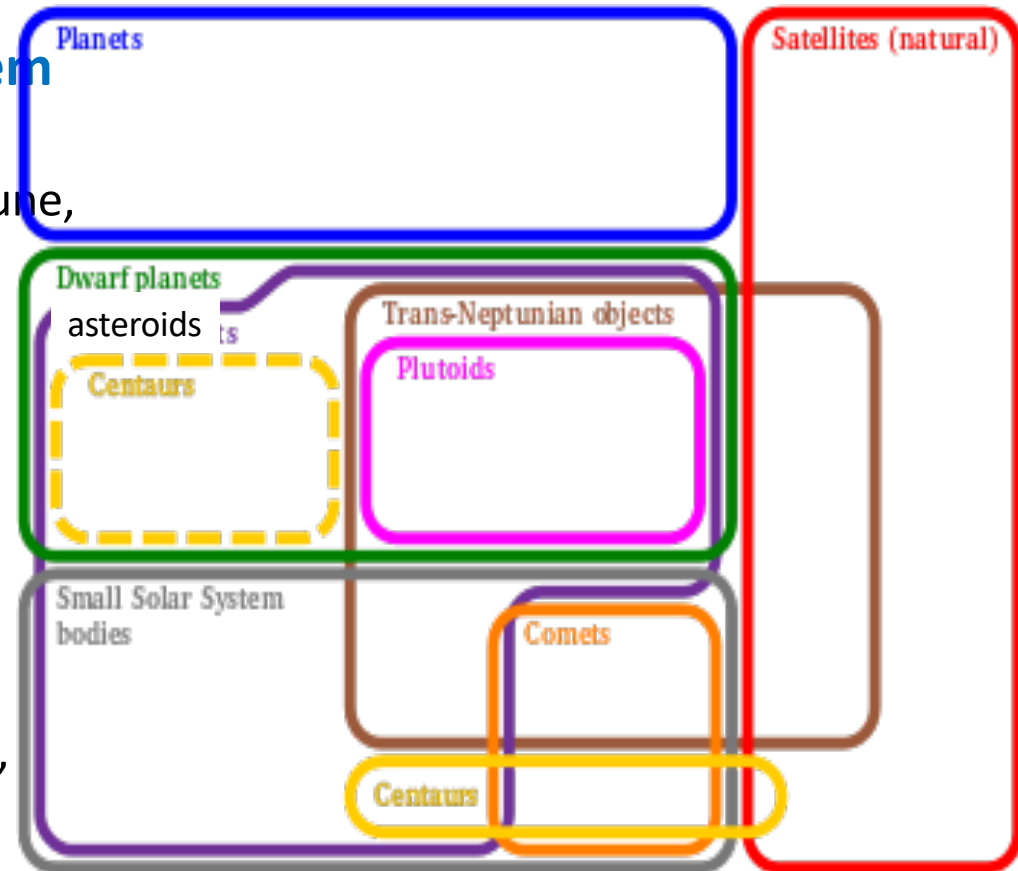 Planets
Satellites (natural)
em
une,
Dwarf planets
asteroids
ts
Trans-Neptunian objects
Plutoids
Centaurs
Small Solar System
bodies
Comets
,
Centaurs